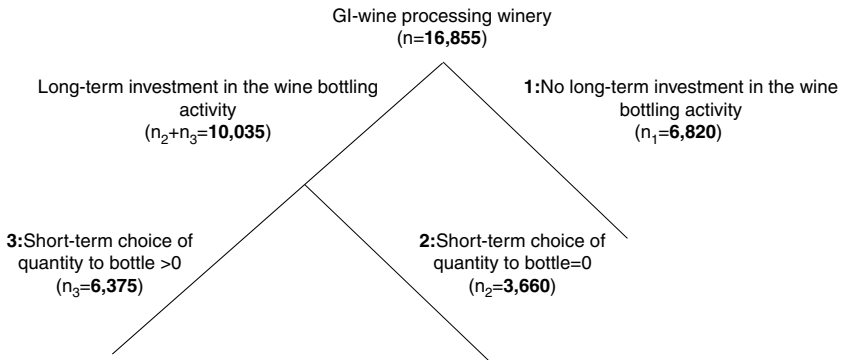 GI-wine processing winery
(n=16,855)
Long-term investment in the wine bottling
activity
(n₂+n₃=10,035)
1:No long-term investment in the wine
bottling activity
(n₁=6,820)
3:Short-term choice of
quantity to bottle >0
(n₃=6,375)
2:Short-term choice of
quantity to bottle=0
(n₂=3,660)